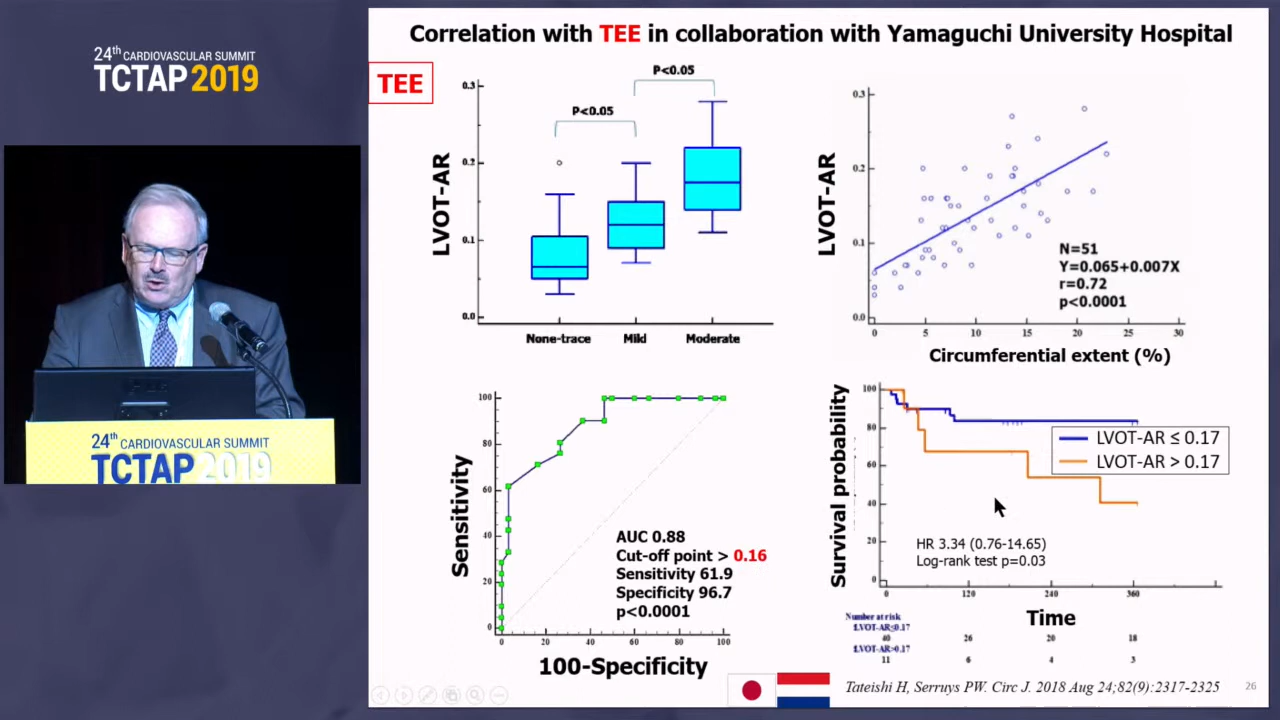 24th CARDIOVASCULAR SUMMIT
TCTAP 2019
24th CARDIOVASCULAR SUMMIT
TCTAP 2019
Correlation with TEE in collaboration with Yamaguchi University Hospital
TEE
LVOT-AR
0.3
0.2
0.1
0.0
P<0.05
P<0.05
None-trace Mild Moderate
LVOT-AR
0.3
0.2
0.1
0.0
N=51
Y=0.065+0.007X
r=0.72
p<0.0001
0 5 10 15 20 25 30
Circumferential extent (%)
Sensitivity
100
80
60
40
20
0
AUC 0.88
Cut-off point > 0.16
Sensitivity 61.9
Specificity 96.7
p<0.0001
0 20 40 60 80 100
100-Specificity
Survival probability
100
80
60
40
20
0
LVOT-AR ≤ 0.17
LVOT-AR > 0.17
HR 3.34 (0.76-14.65)
Log-rank test p=0.03
0 120 240 360
Time
Number at risk
LVOT-AR≤0.17
40 26 20 18
LVOT-AR>0.17
11 6 4 3
Tateishi H, Serruys PW. Circ J. 2018 Aug 24;82(9):2317-2325
26